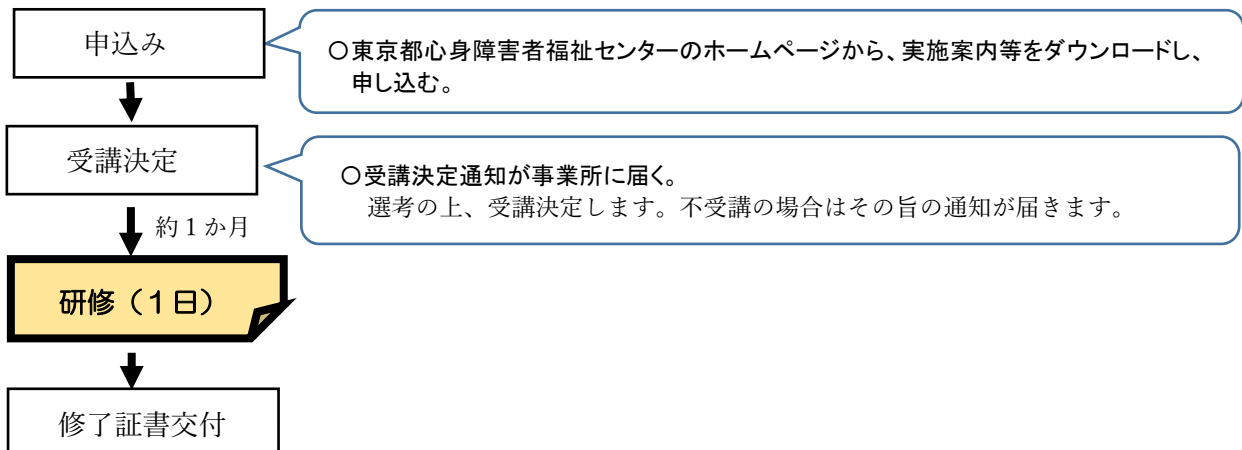 申込み
○東京都心身障害者福祉センターのホームページから、実施案内等をダウンロードし、
申し込む。
受講決定
○受講決定通知が事業所に届く。
選考の上、受講決定します。不受講の場合はその旨の通知が届きます。
約１か月
研修（１日）
修了証書交付